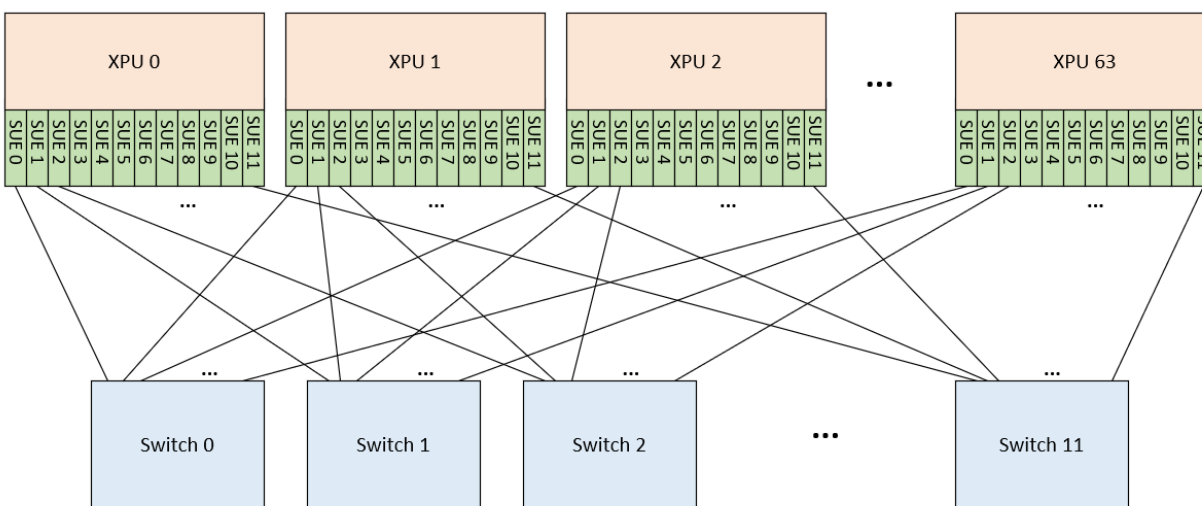 XPU 0
XPU 1
XPU 2
...
XPU 63
SUE 0
SUE 1
SUE 2
SUE 3
SUE 4
SUE 5
SUE 6
SUE 7
SUE 8
SUE 9
SUE 10
SUE 11
SUE 0
SUE 1
SUE 2
SUE 3
SUE 4
SUE 5
SUE 6
SUE 7
SUE 8
SUE 9
SUE 10
SUE 11
SUE 0
SUE 1
SUE 2
SUE 3
SUE 4
SUE 5
SUE 6
SUE 7
SUE 8
SUE 9
SUE 10
SUE 11
SUE 0
SUE 1
SUE 2
SUE 3
SUE 4
SUE 5
SUE 6
SUE 7
SUE 8
SUE 9
SUE 10
SUE 11
...
...
...
...
...
...
...
...
Switch 0
Switch 1
Switch 2
...
Switch 11